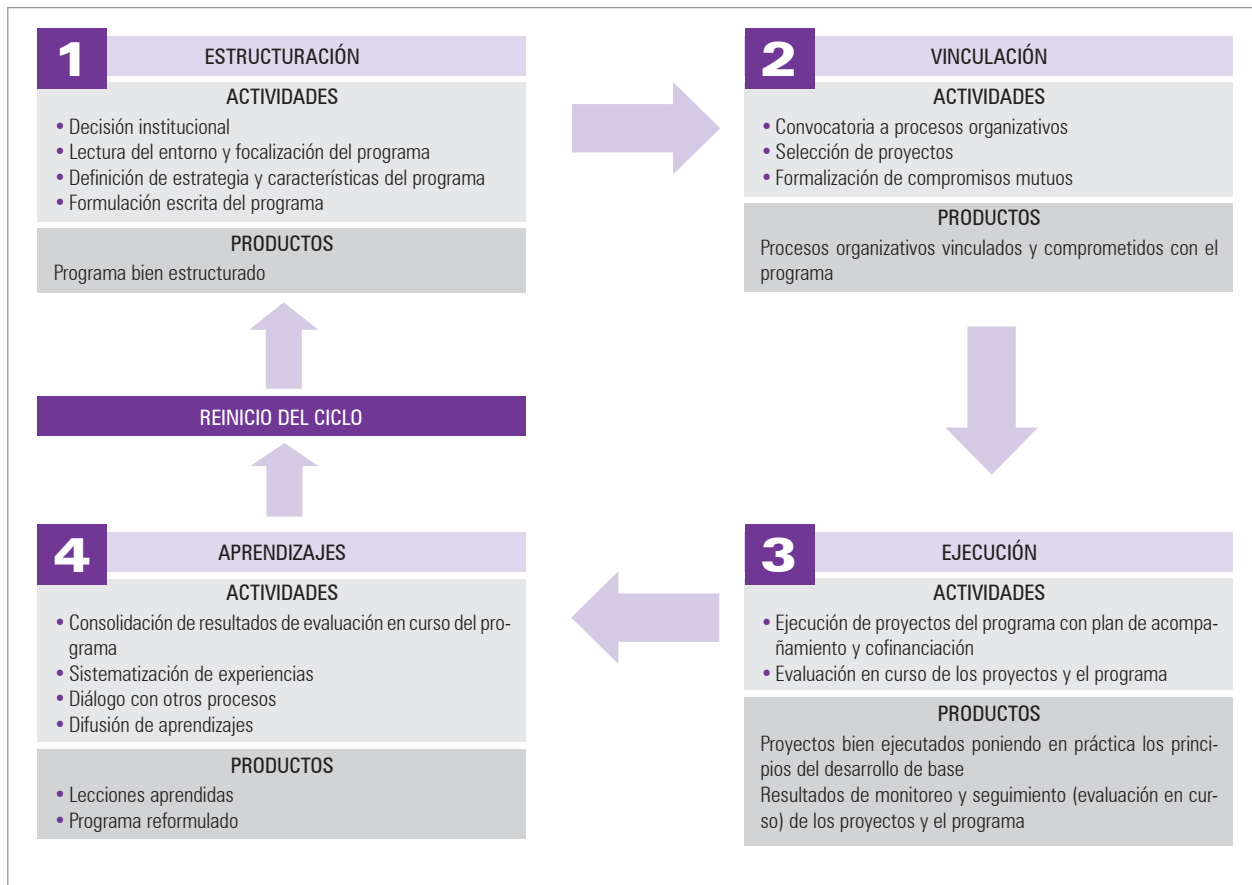 1
ESTRUCTURACIÓN
ACTIVIDADES
• Decisión institucional
• Lectura del entorno y focalización del programa
• Definición de estrategia y características del programa
• Formulación escrita del programa
PRODUCTOS
Programa bien estructurado
2
VINCULACIÓN
ACTIVIDADES
• Convocatoria a procesos organizativos
• Selección de proyectos
• Formalización de compromisos mutuos
PRODUCTOS
Procesos organizativos vinculados y comprometidos con el
programa
3
EJECUCIÓN
ACTIVIDADES
• Ejecución de proyectos del programa con plan de acompa-
ñamiento y cofinanciación
• Evaluación en curso de los proyectos y el programa
PRODUCTOS
Proyectos bien ejecutados poniendo en práctica los princi-
pios del desarrollo de base
Resultados de monitoreo y seguimiento (evaluación en cur-
so) de los proyectos y el programa
4
APRENDIZAJES
ACTIVIDADES
• Consolidación de resultados de evaluación en curso del pro-
grama
• Sistematización de experiencias
• Diálogo con otros procesos
• Difusión de aprendizajes
PRODUCTOS
• Lecciones aprendidas
• Programa reformulado
REINICIO DEL CICLO